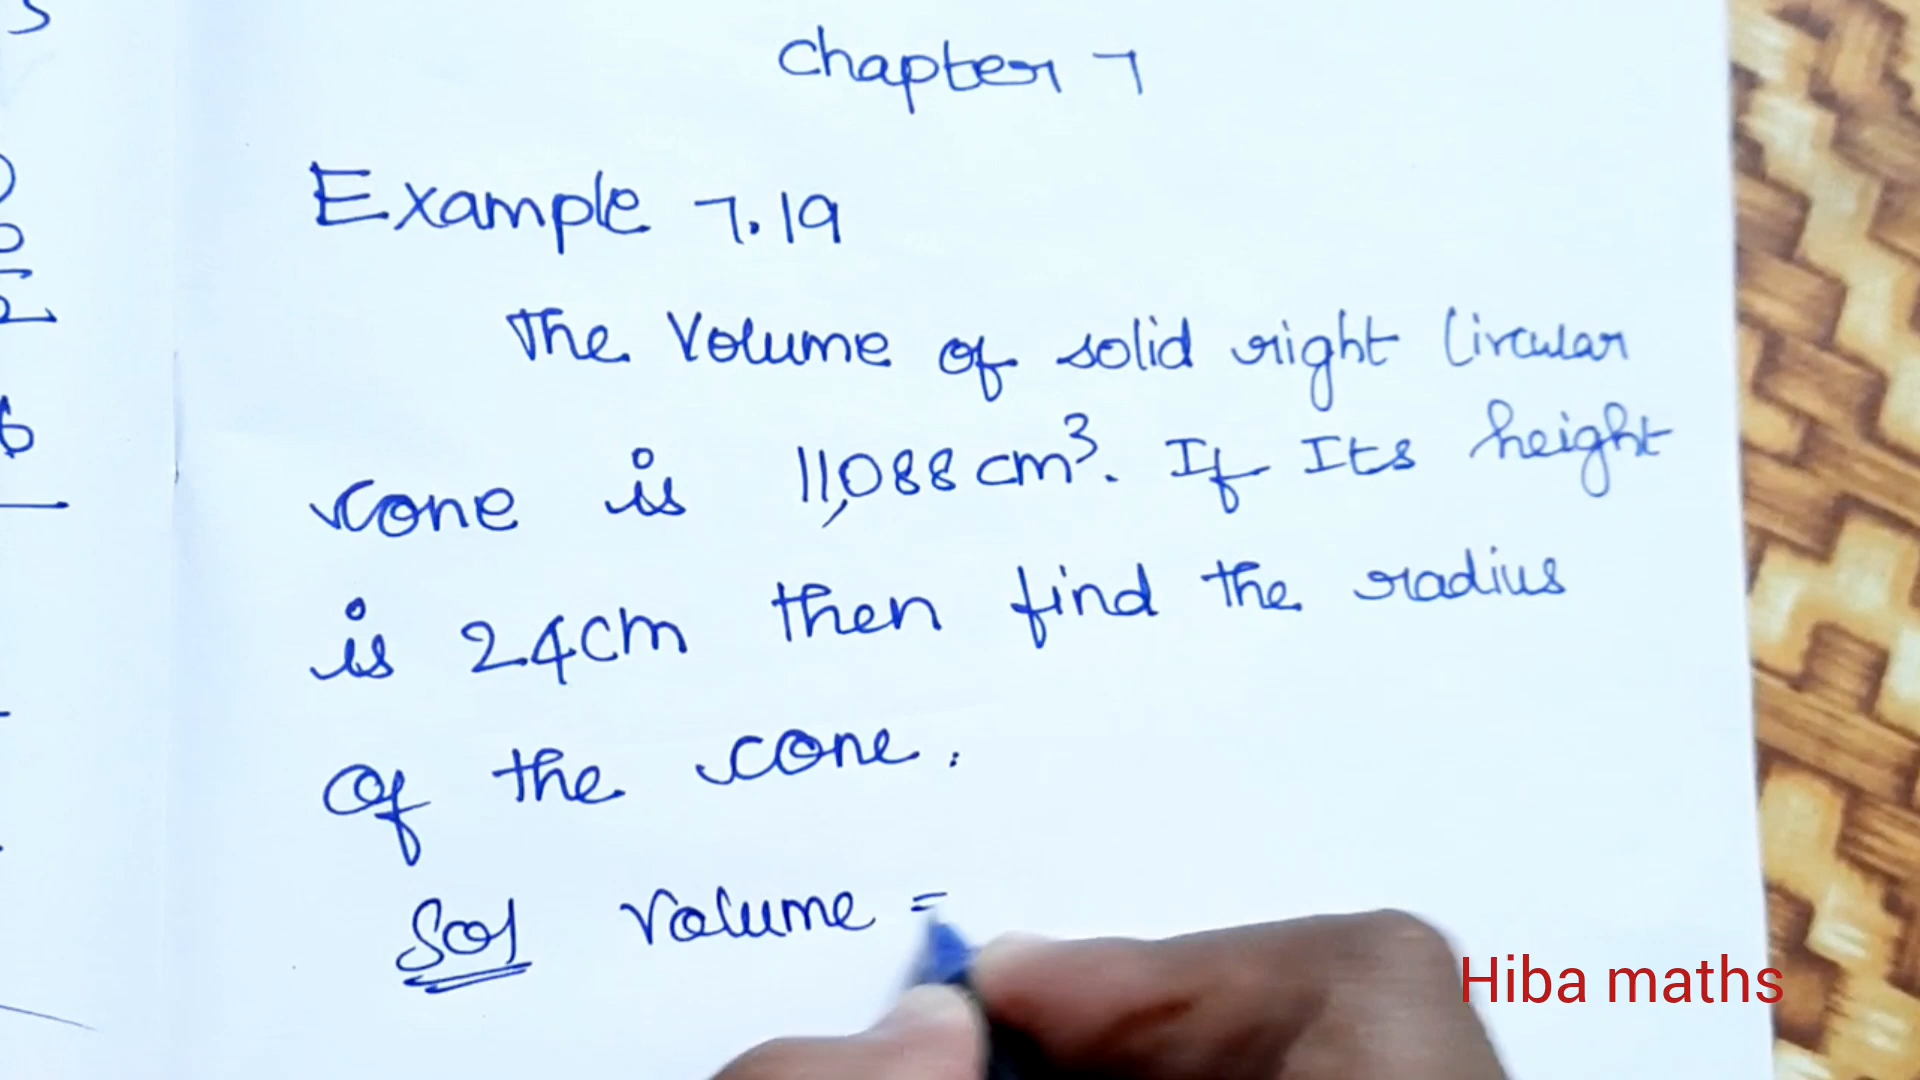 Chapter 7
Example 7.19
The Volume of solid right Circular
cone is 11,088 cm³. If Its height
is 24cm then find the radius
of the cone.
Sol Volume =
Hiba maths